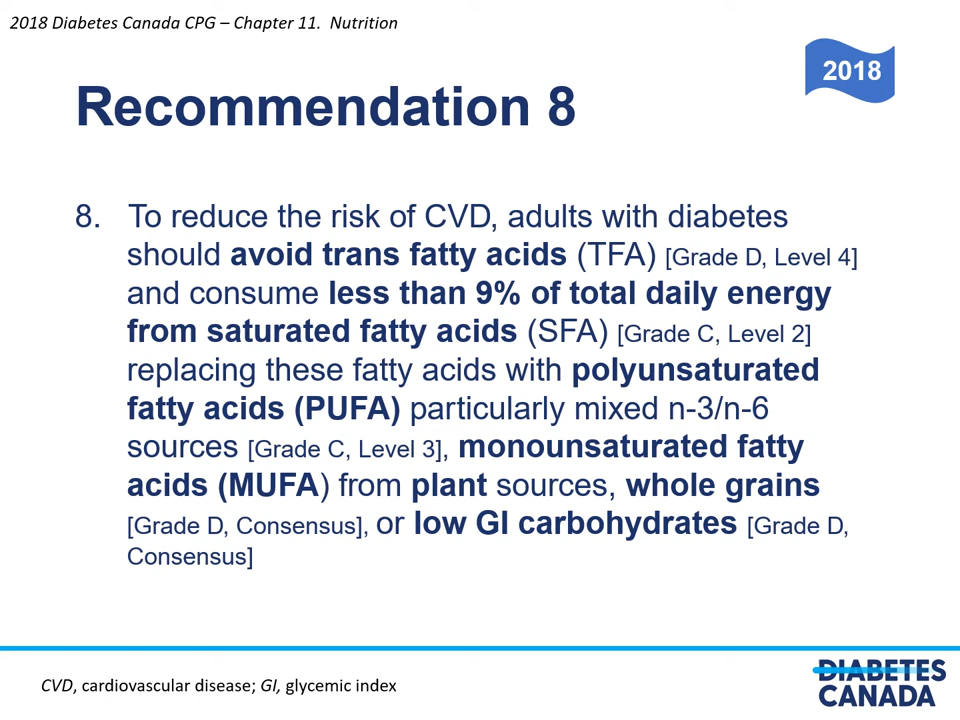 2018 Diabetes Canada CPG – Chapter 11. Nutrition
2018
Recommendation 8
8. To reduce the risk of CVD, adults with diabetes
should avoid trans fatty acids (TFA) [Grade D, Level 4]
and consume less than 9% of total daily energy
from saturated fatty acids (SFA) [Grade C, Level 2]
replacing these fatty acids with polyunsaturated
fatty acids (PUFA) particularly mixed n-3/n-6
sources [Grade C, Level 3], monounsaturated fatty
acids (MUFA) from plant sources, whole grains
[Grade D, Consensus], or low GI carbohydrates [Grade D,
Consensus]
CVD, cardiovascular disease; GI, glycemic index
DIABETES
CANADA